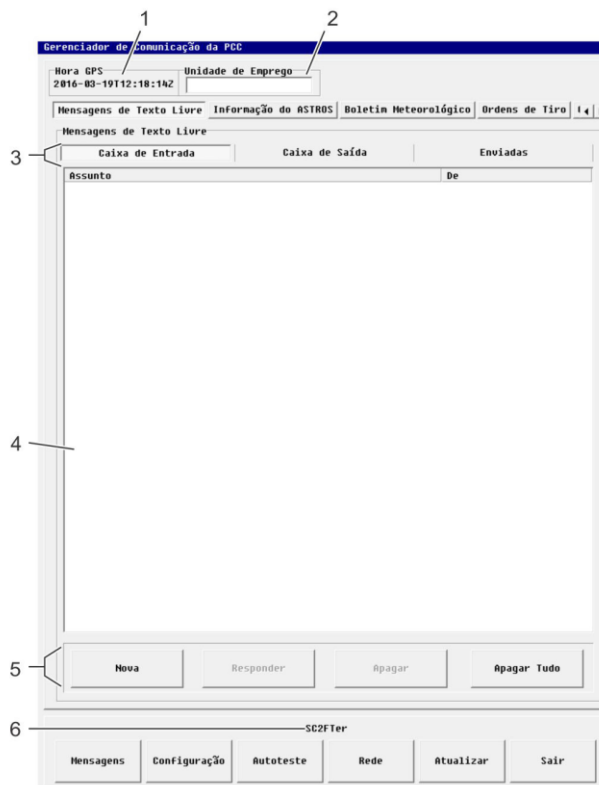 1
2
Gerenciador de Comunicação da PCC
Hora GPS
Unidade de Emprego
2016-03-19T12:18:14Z
Mensagens de Texto Livre Informação do ASTROS Boletim Meteorológico Ordens de Tiro
Mensagens de Texto Livre
3
Caixa de Entrada Caixa de Saída Enviadas
Assunto De
4
5
Nova Responder Apagar Apagar Tudo
6
SC2FTer
Mensagens Configuração Autoteste Rede Atualizar Sair